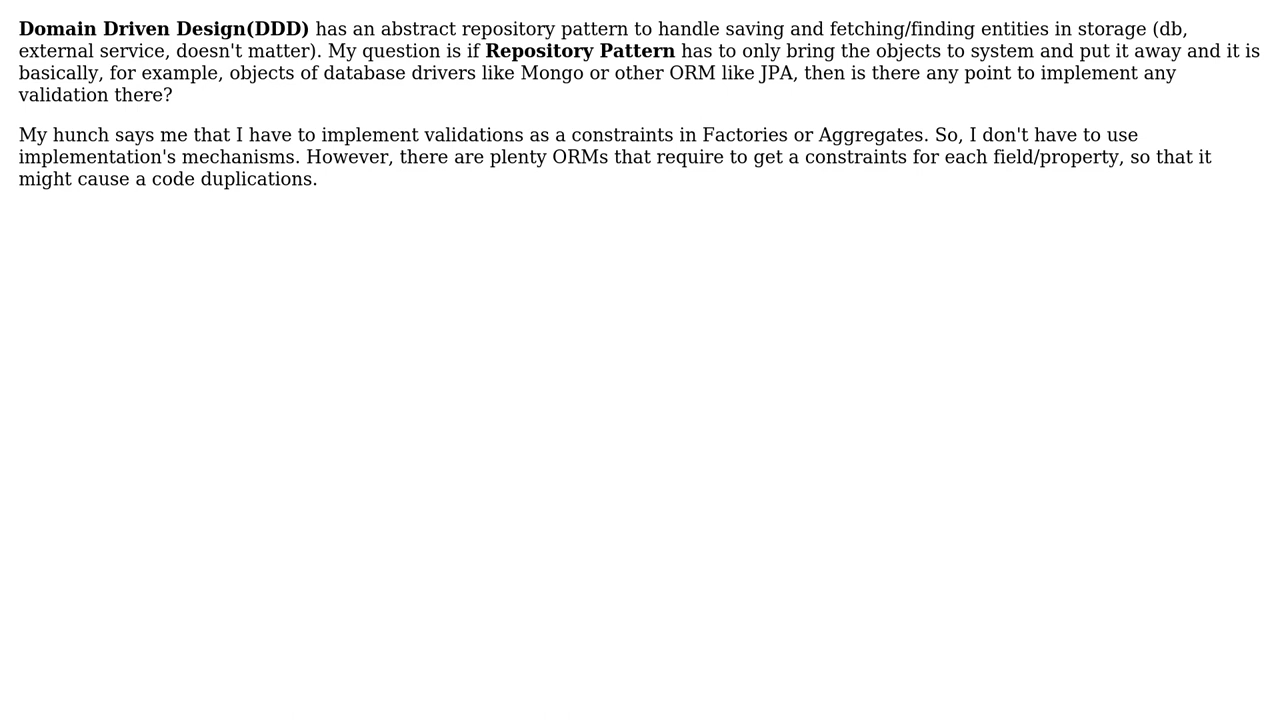 Domain Driven Design(DDD) has an abstract repository pattern to handle saving and fetching/finding entities in storage (db,
external service, doesn't matter). My question is if Repository Pattern has to only bring the objects to system and put it away and it is
basically, for example, objects of database drivers like Mongo or other ORM like JPA, then is there any point to implement any
validation there?
My hunch says me that I have to implement validations as a constraints in Factories or Aggregates. So, I don't have to use
implementation's mechanisms. However, there are plenty ORMs that require to get a constraints for each field/property, so that it
might cause a code duplications.